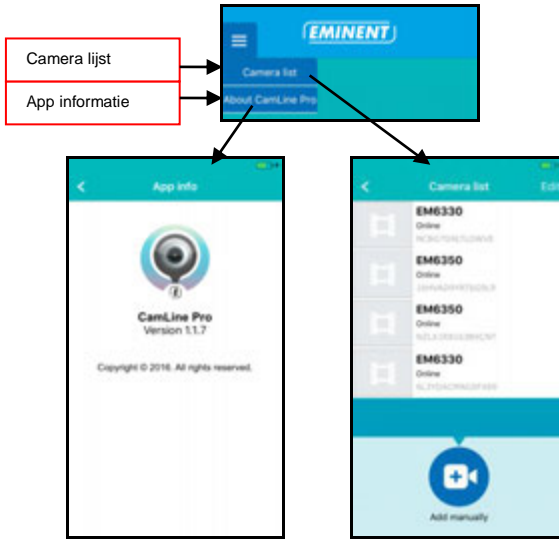 EMINENT
Camera lijst
Camera list
App informatie
About CamLine Pro
App info
CamLine Pro
Version 1.1.7
Copyright © 2016. All rights reserved.
Camera list
Edit
EM6330
Online
EM6350
Online
EM6350
Online
EM6330
Online
Add manually